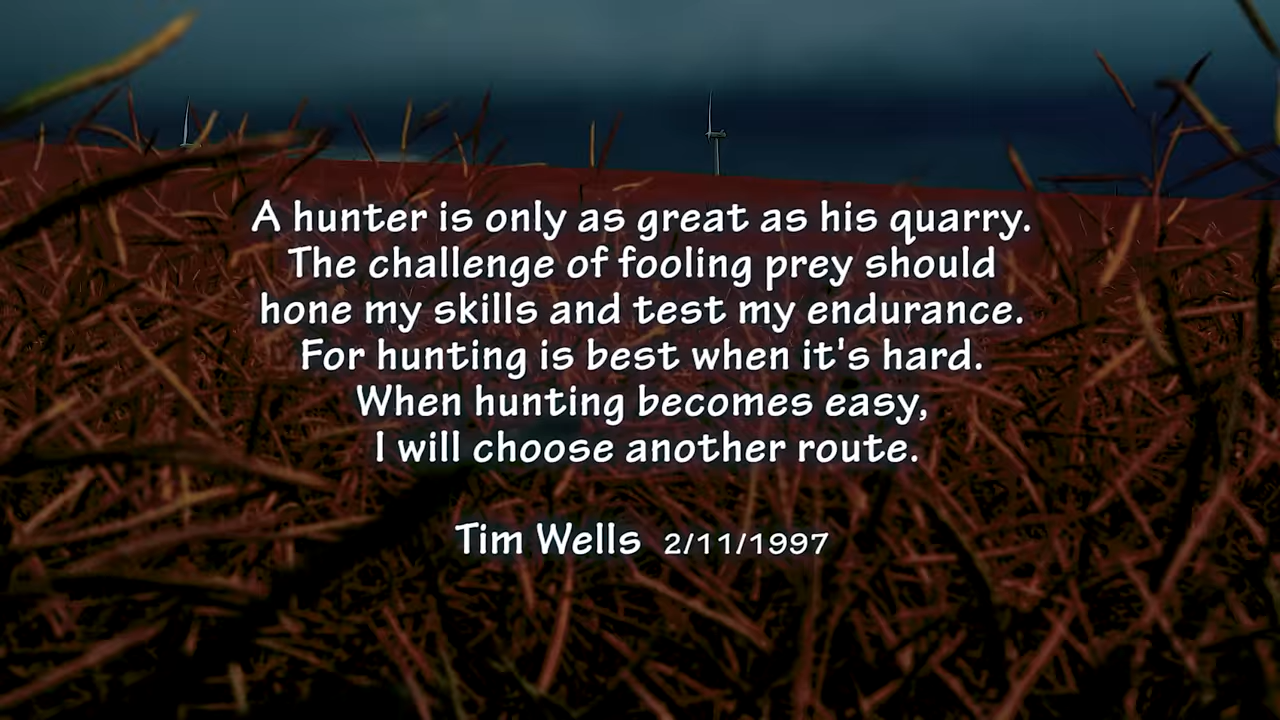 A hunter is only as great as his quarry.
The challenge of fooling prey should
hone my skills and test my endurance.
For hunting is best when it's hard.
When hunting becomes easy,
I will choose another route.
Tim Wells 2/11/1997